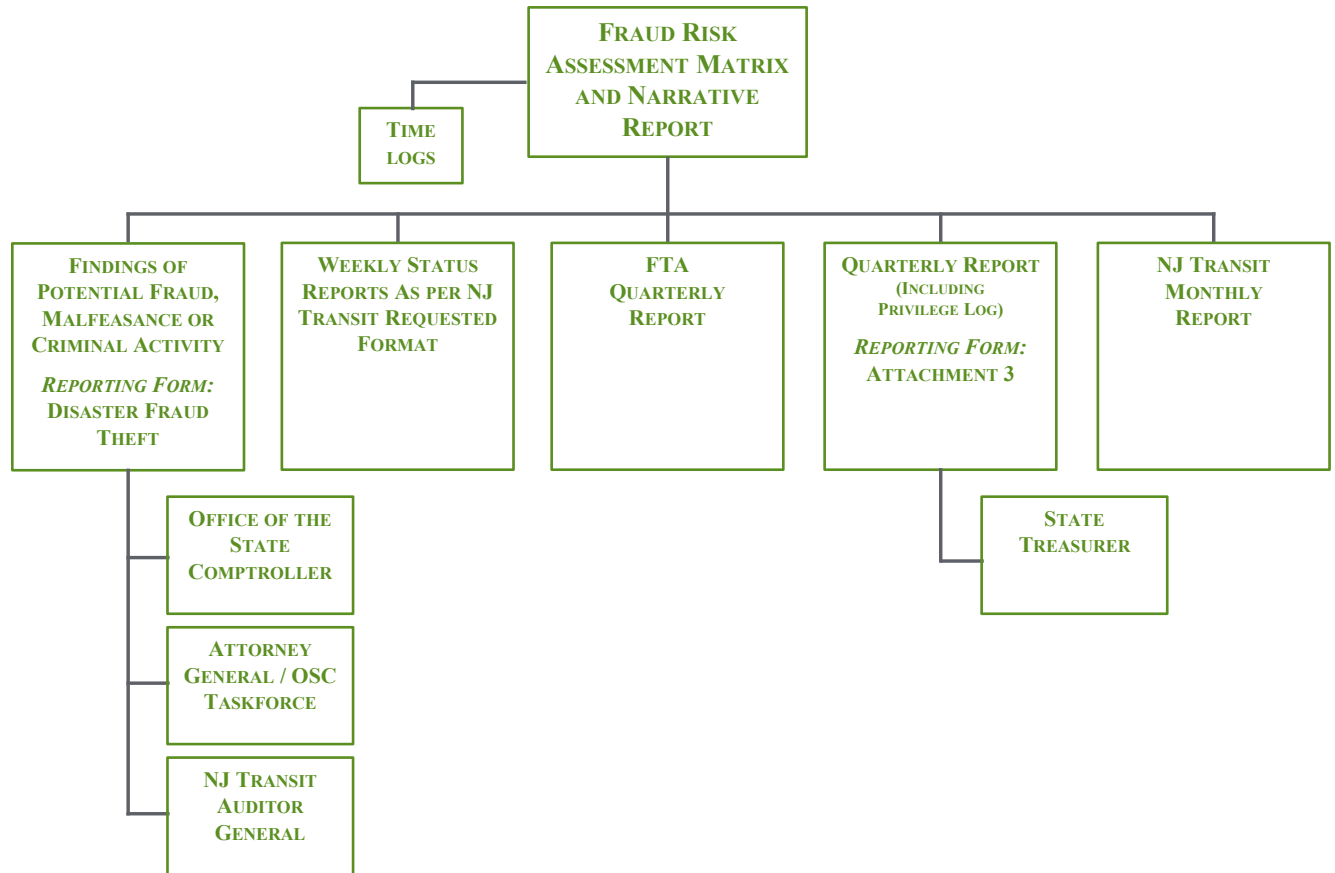 FRAUD RISK
ASSESSMENT MATRIX
AND NARRATIVE
REPORT
TIME
LOGS
FINDINGS OF
POTENTIAL FRAUD,
MALFEASANCE OR
CRIMINAL ACTIVITY
REPORTING FORM:
DISASTER FRAUD
THEFT
WEEKLY STATUS
REPORTS AS PER NJ
TRANSIT REQUESTED
FORMAT
FTA
QUARTERLY
REPORT
QUARTERLY REPORT
(INCLUDING
PRIVILEGE LOG)
REPORTING FORM:
ATTACHMENT 3
NJ TRANSIT
MONTHLY
REPORT
OFFICE OF THE
STATE
COMPTROLLER
ATTORNEY
GENERAL / OSC
TASKFORCE
NJ TRANSIT
AUDITOR
GENERAL
STATE
TREASURER